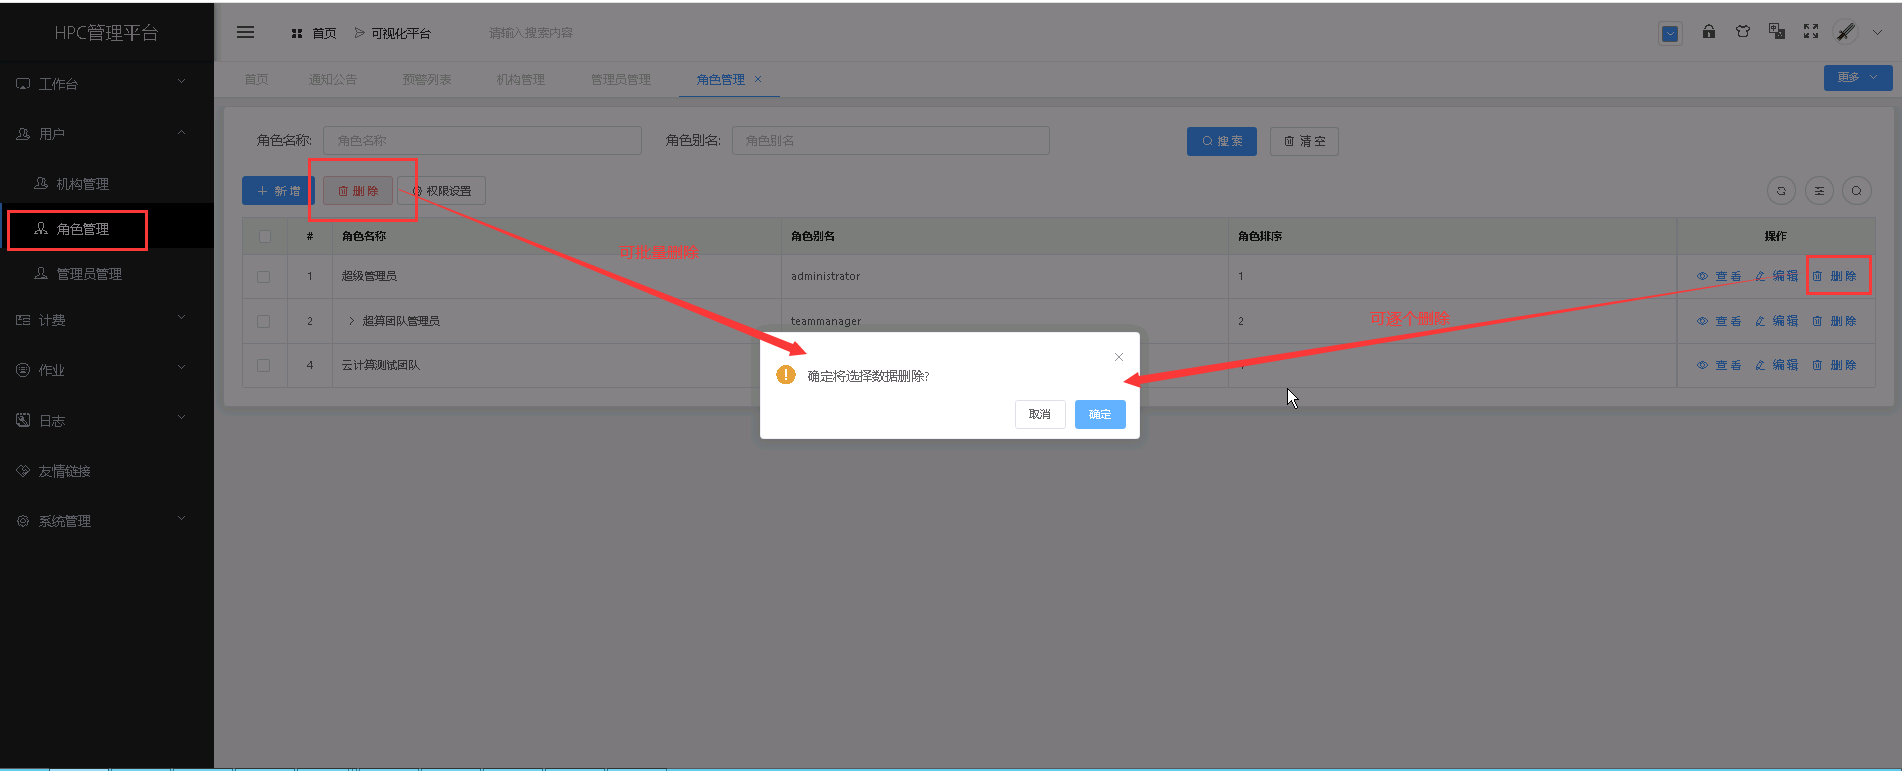 HPC管理平台
首页 可视化平台 请输入搜索内容
工作台
用户
机构管理
角色管理
管理员管理
计费
作业
日志
友情链接
系统管理
首页 通知公告 预警列表 机构管理 管理员管理 角色管理 × 更多
角色名称: 角色名称 角色别名: 角色别名 搜索 清空
+ 新增 删除 权限设置
# 角色名称 角色别名 角色排序 操作
可批量删除
1 超级管理员 administrator 1 查看 编辑 删除
2 超算团队管理员 teammanager 2 查看 编辑 删除
可逐个删除
4 云计算测试团队 查看 编辑 删除
确定将选择数据删除?
取消 确定